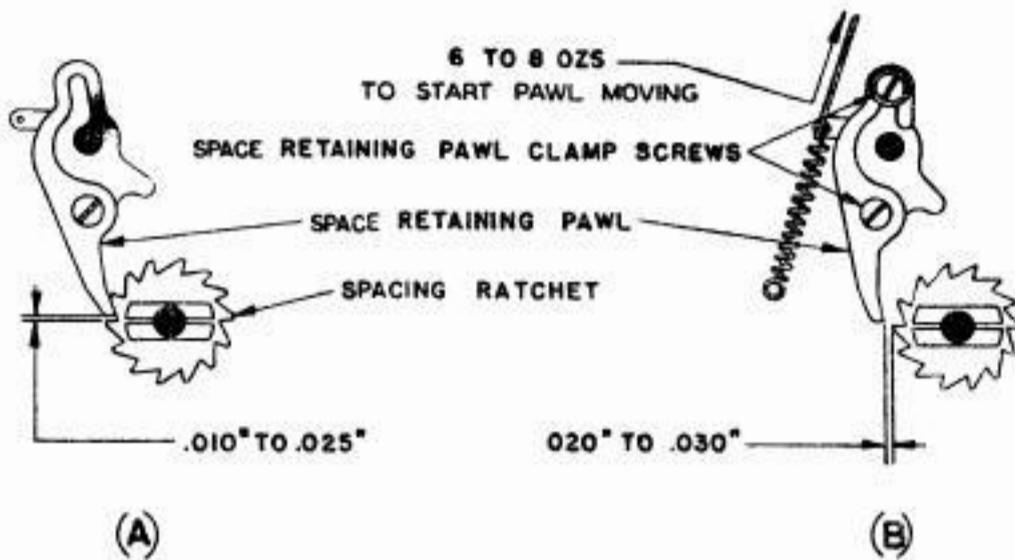 6 TO 8 OZS
TO START PAWL MOVING
SPACE RETAINING PAWL CLAMP SCREWS
SPACE RETAINING PAWL
SPACING RATCHET
.010" TO .025"
020" TO .030"
(A)
(B)